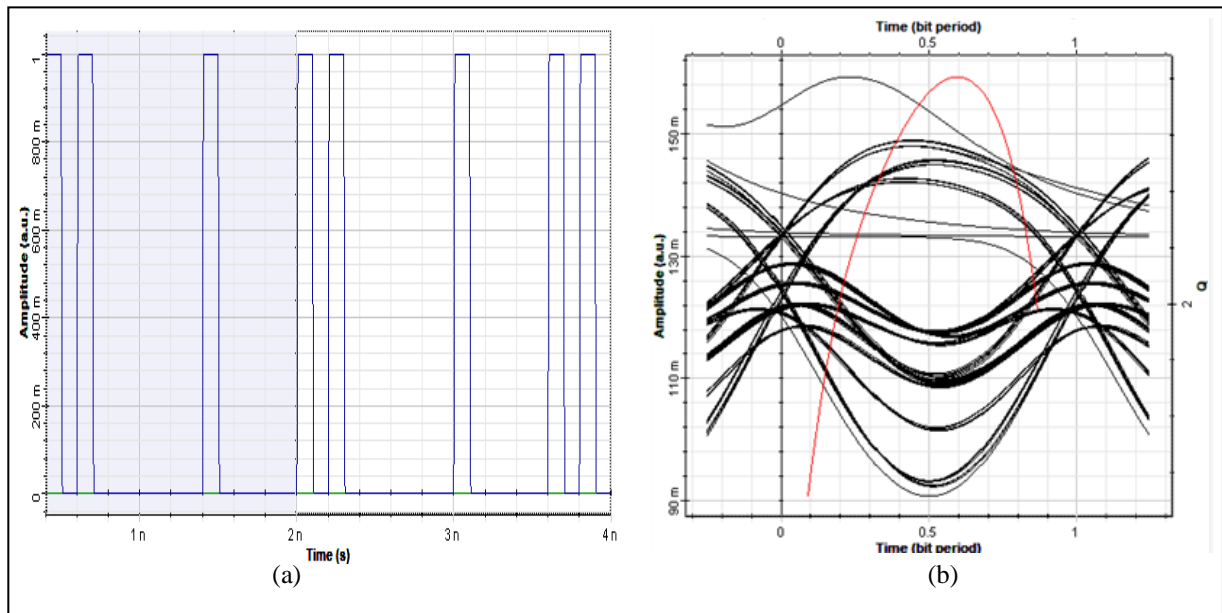 Amplitude (a.u.)
1
800 m
600 m
400 m
200 m
0
1 n
2 n
3 n
4 n
Time (s)
(a)
Time (bit period)
0
0.5
1
Amplitude (a.u.)
150 m
130 m
110 m
90 m
2
Q
0
0.5
1
Time (bit period)
(b)